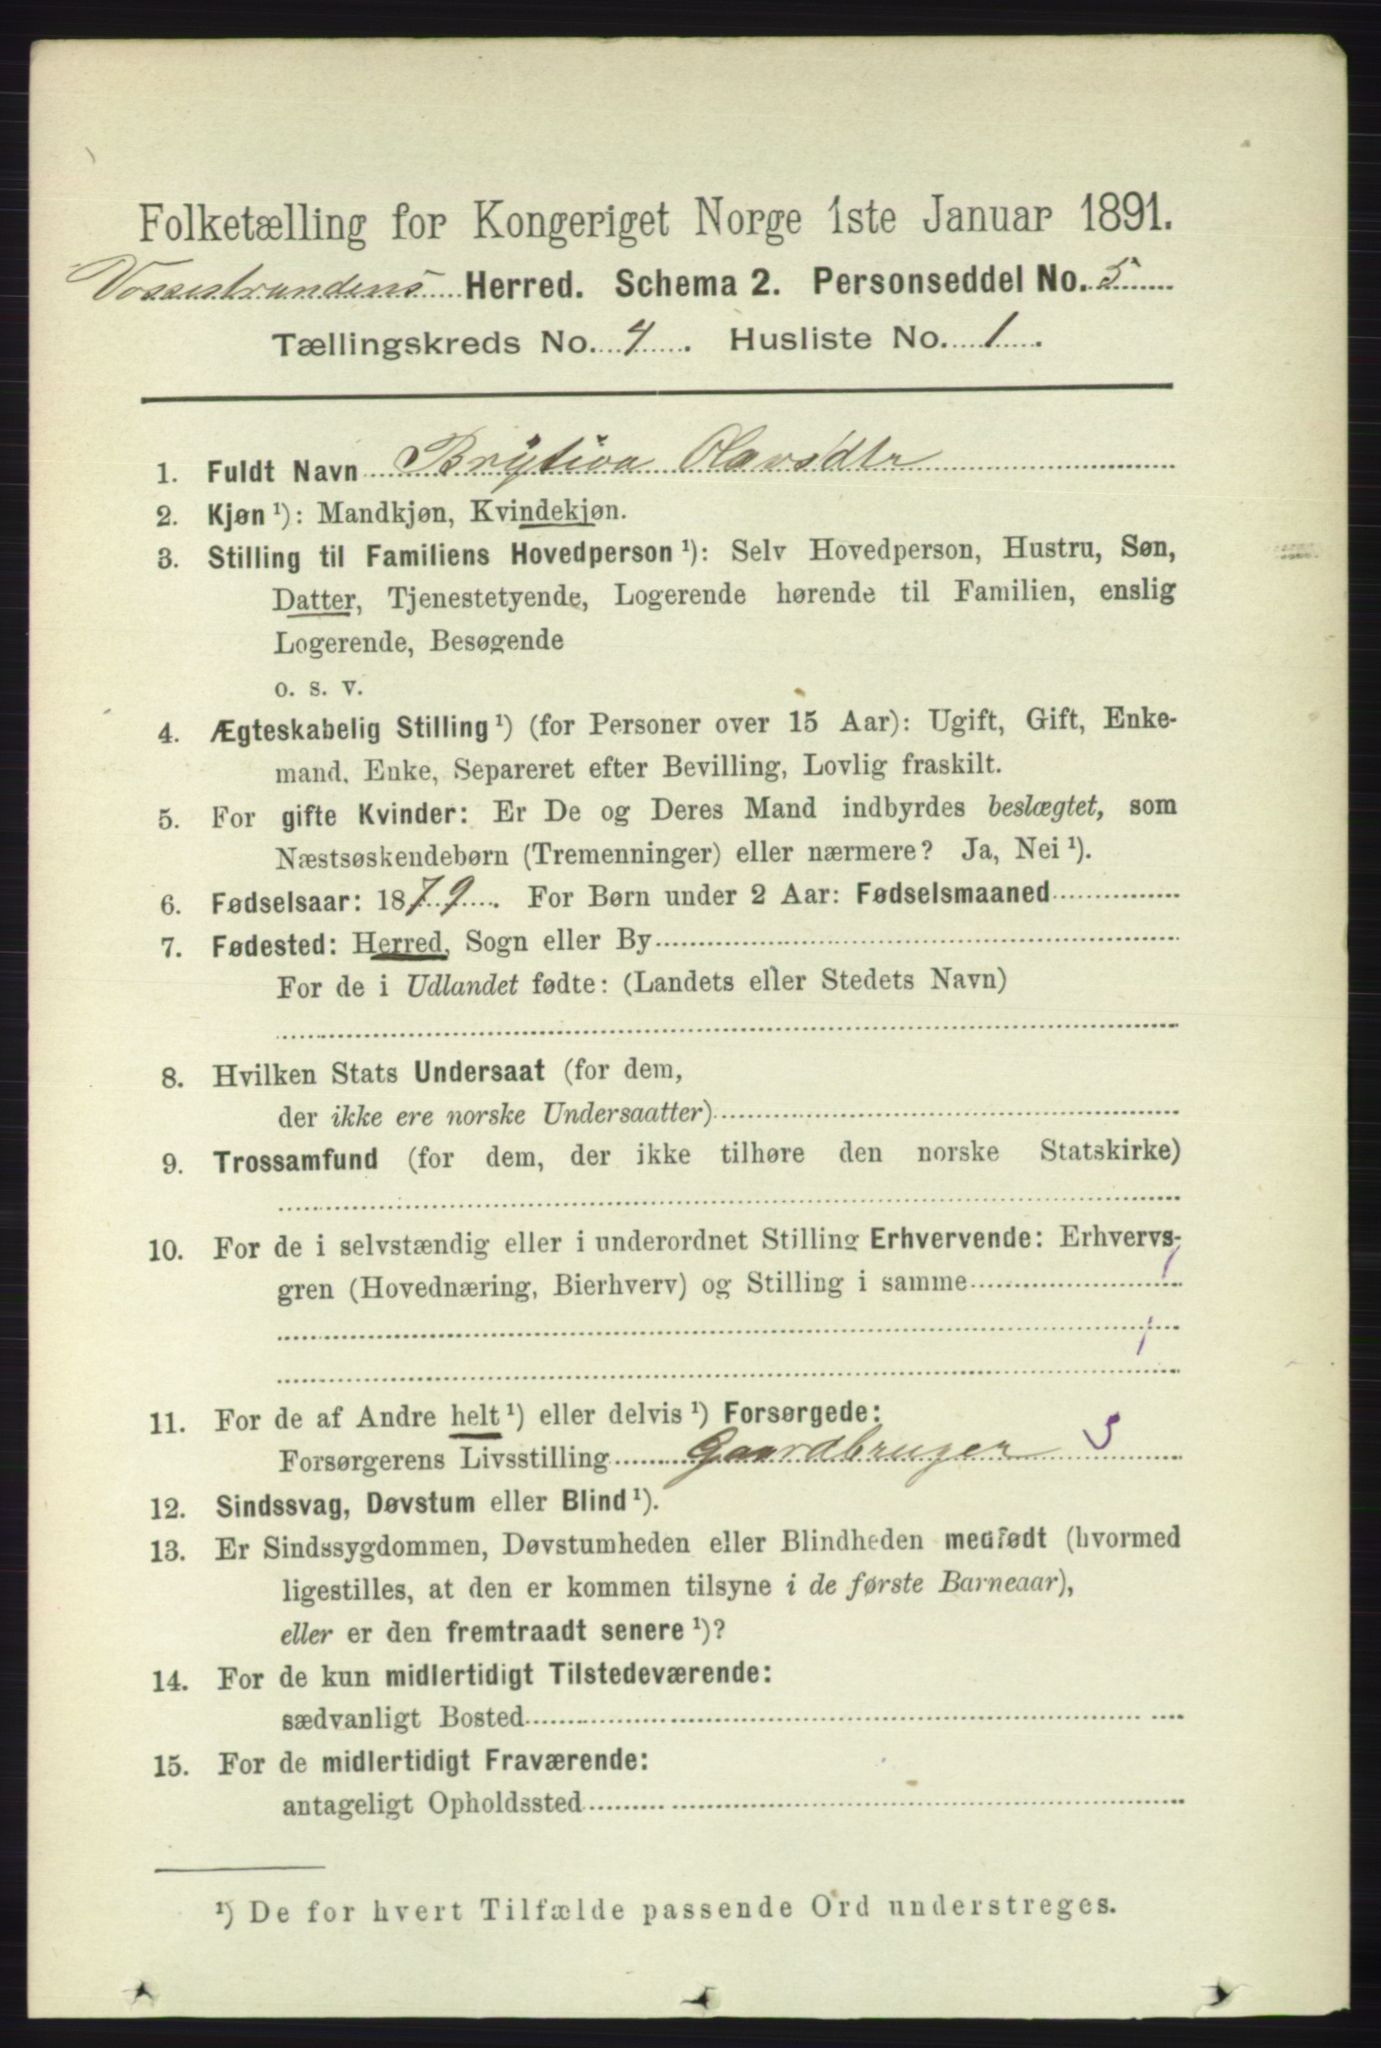 Folketælling for Kongeriget Norge 1ste Januar 1891.
Vossestrandens Herred. Schema 2. Personseddel No. 5
Tællingskreds No. 4. Husliste No. 1.
1. Fuldt Navn Brytiva Olavsdtr
2. Kjøn ¹): Mandkjøn, Kvindekjøn.
3. Stilling til Familiens Hovedperson ¹): Selv Hovedperson, Hustru, Søn,
Datter, Tjenestetyende, Logerende hørende til Familien, enslig
Logerende, Besøgende
o. s. v.
4. Ægteskabelig Stilling ¹) (for Personer over 15 Aar): Ugift, Gift, Enke-
mand, Enke, Separeret efter Bevilling, Lovlig fraskilt.
5. For gifte Kvinder: Er De og Deres Mand indbyrdes beslægtet, som
Næstsøskendebørn (Tremenninger) eller nærmere? Ja, Nei ¹).
6. Fødselsaar: 1879. For Børn under 2 Aar: Fødselsmaaned
7. Fødested: Herred, Sogn eller By
For de i Udlandet fødte: (Landets eller Stedets Navn)
8. Hvilken Stats Undersaat (for dem,
der ikke ere norske Undersaatter)
9. Trossamfund (for dem, der ikke tilhøre den norske Statskirke)
10. For de i selvstændig eller i underordnet Stilling Erhvervende: Erhvervs-
gren (Hovednæring, Bierhverv) og Stilling i samme
11. For de af Andre helt ¹) eller delvis ¹) Forsørgede:
Forsørgerens Livsstilling Gaardbruger
12. Sindssvag, Døvstum eller Blind ¹).
13. Er Sindssygdommen, Døvstumheden eller Blindheden medfødt (hvormed
ligestilles, at den er kommen tilsyne i de første Barneaar),
eller er den fremtraadt senere ¹)?
14. For de kun midlertidigt Tilstedeværende:
sædvanligt Bosted
15. For de midlertidigt Fraværende:
antageligt Opholdssted
¹) De for hvert Tilfælde passende Ord understreges.